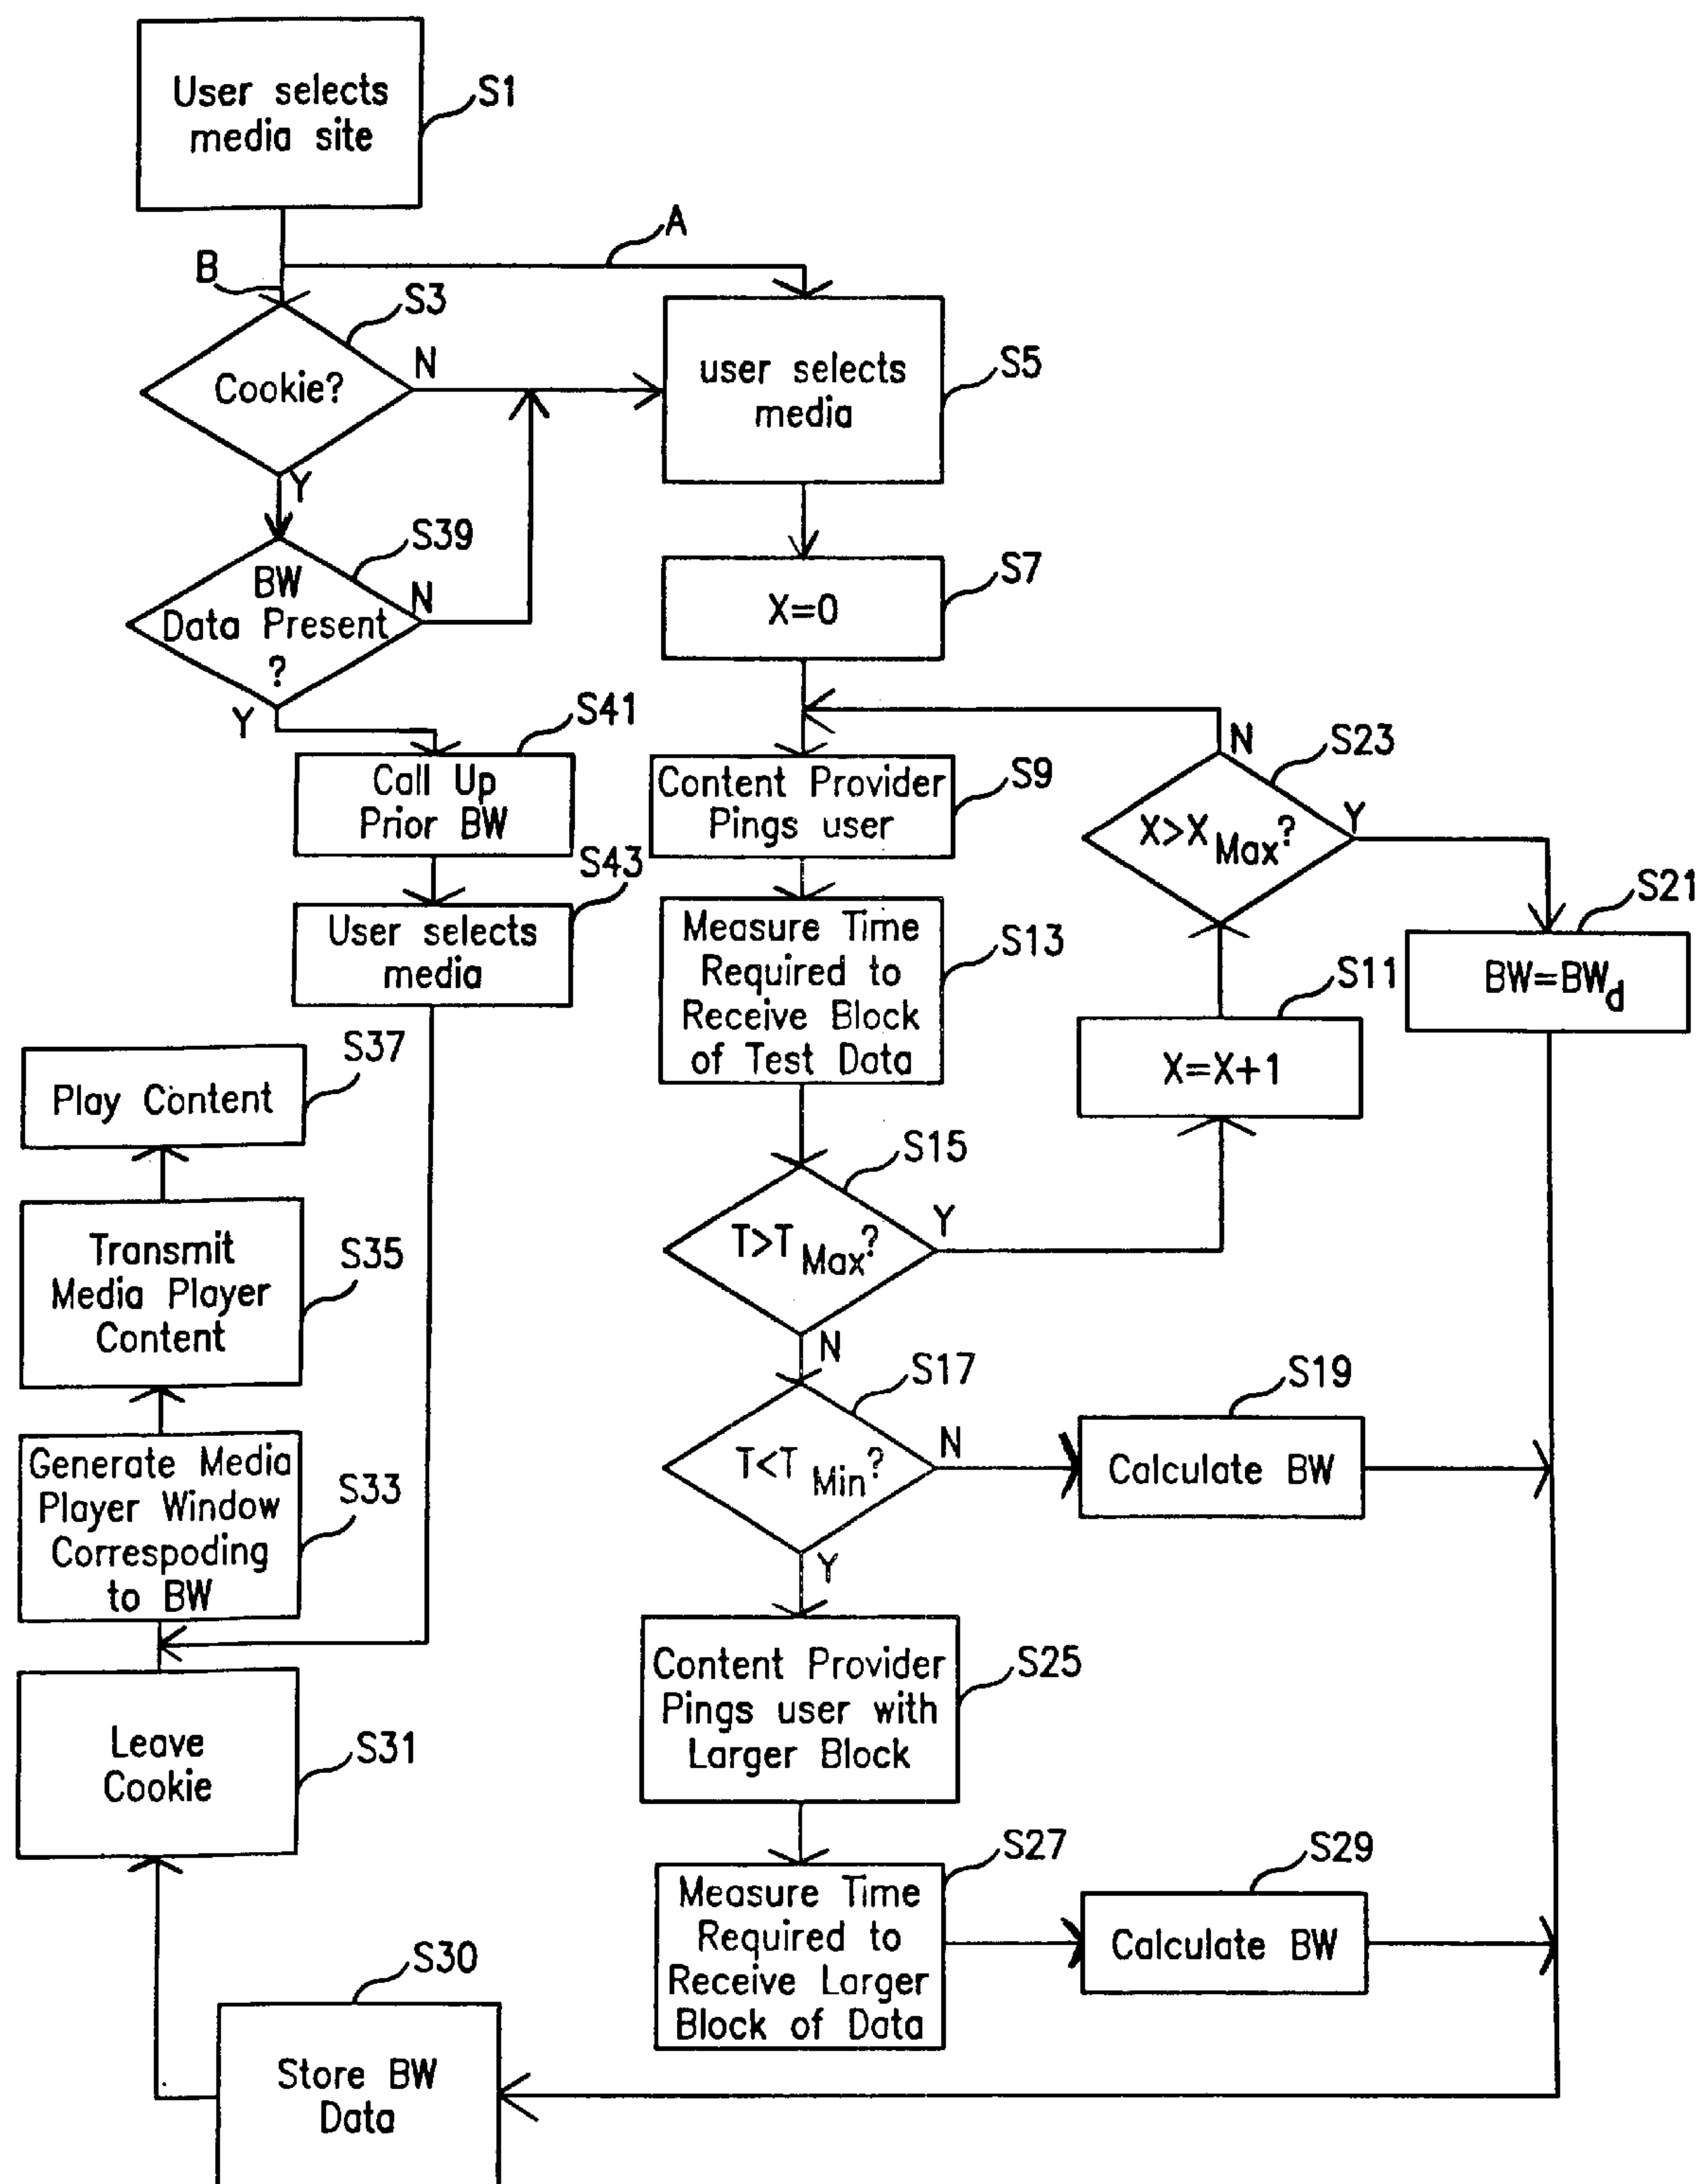 User selects
media site
S1
A
B
S3
Cookie?
N
Y
user selects
media
S5
S39
BW
Data Present
?
N
Y
X=0
S7
S41
Call Up
Prior BW
S43
User selects
media
Content Provider
Pings user
S9
N
S23
X>X Max?
Y
S21
BW=BWd
Measure Time
Required to
Receive Block
of Test Data
S13
S11
X=X+1
S37
Play Content
S15
T>T Max?
Y
N
Transmit
Media Player
Content
S35
S17
T<T Min?
N
Y
S19
Calculate BW
Generate Media
Player Window
Correspoding
to BW
S33
Content Provider
Pings user with
Larger Block
S25
Leave
Cookie
S31
S27
Measure Time
Required to
Receive Larger
Block of Data
S29
Calculate BW
S30
Store BW
Data